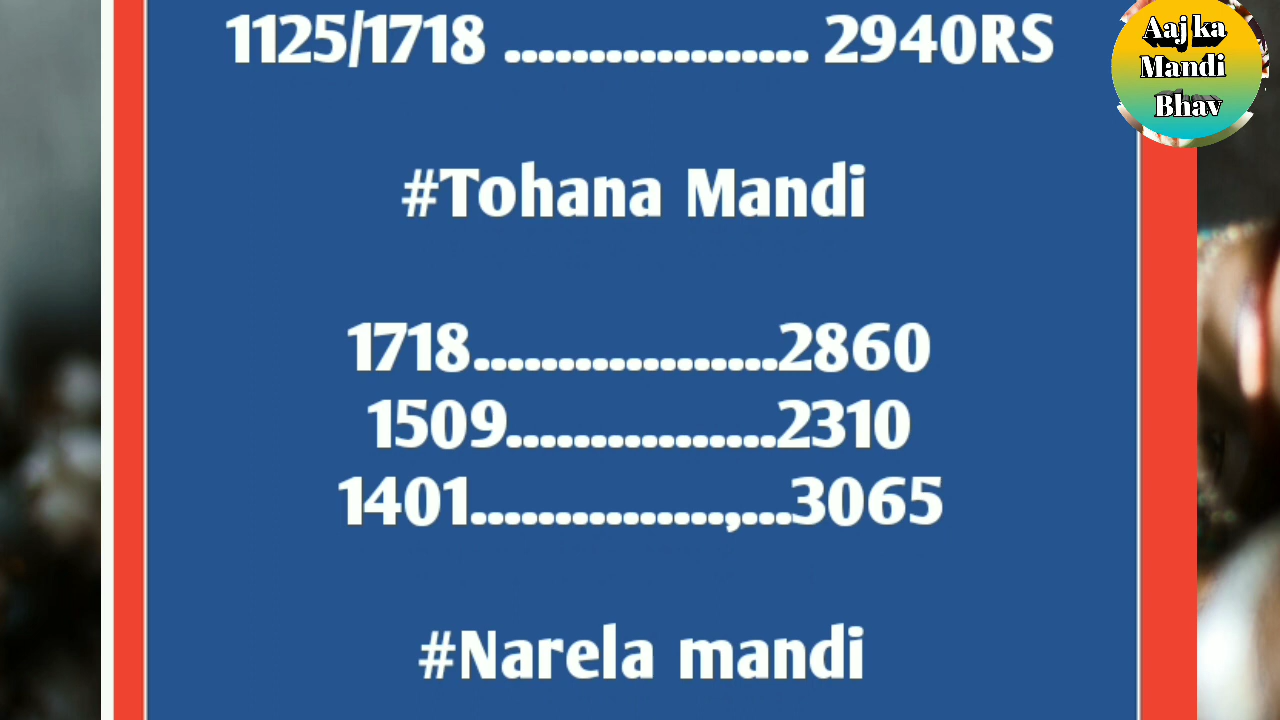 1125/1718 .................. 2940RS
Aaj ka
Mandi
Bhav
#Tohana Mandi
1718..................2860
1509................2310
1401...............,...3065
#Narela mandi